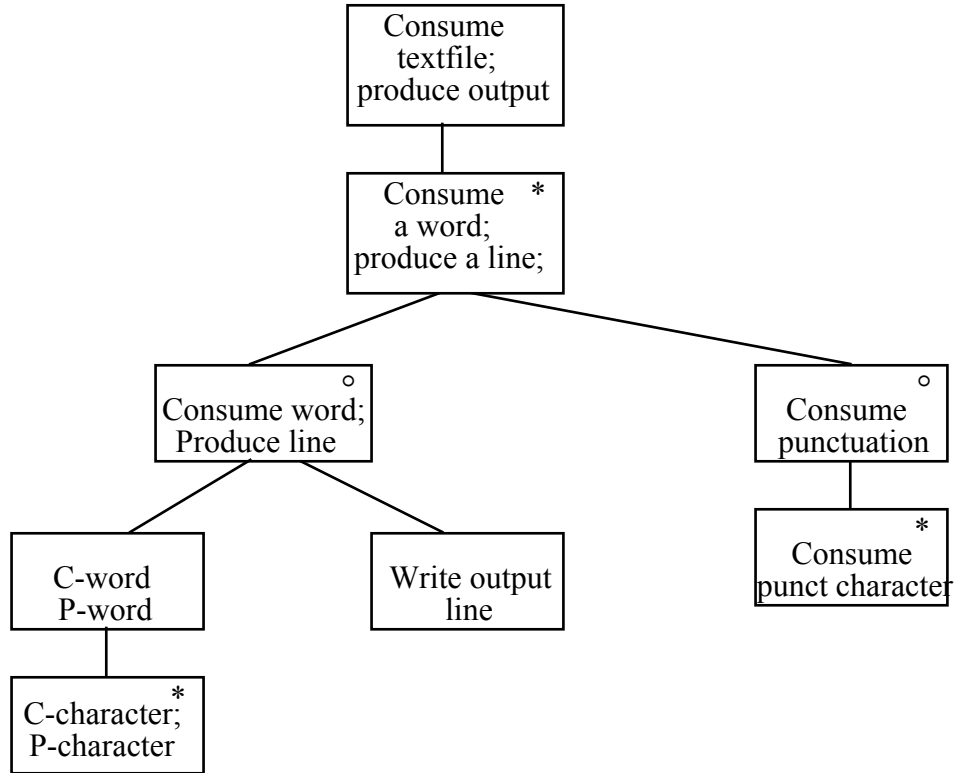 Consume
textfile;
produce output
Consume *
a word;
produce a line;
Consume word;
Produce line
Consume
punctuation
C-word
P-word
Write output
line
*
Consume
punct character
*
C-character;
P-character